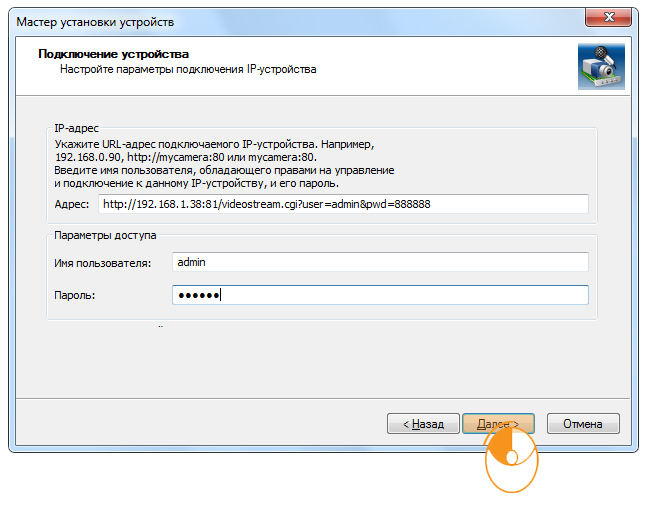 Мастер установки устройств
Подключение устройства
Настройте параметры подключения IP-устройства
IP-адрес
Укажите URL-адрес подключаемого IP-устройства. Например,
192.168.0.90, http://mycamera:80 или mycamera:80.
Введите имя пользователя, обладающего правами на управление
и подключение к данному IP-устройству, и его пароль.
Адрес: http://192.168.1.38:81/videostream.cgi?user=admin&pwd=888888
Параметры доступа
Имя пользователя: admin
Пароль: ●●●●●●
< Назад Далее > Отмена